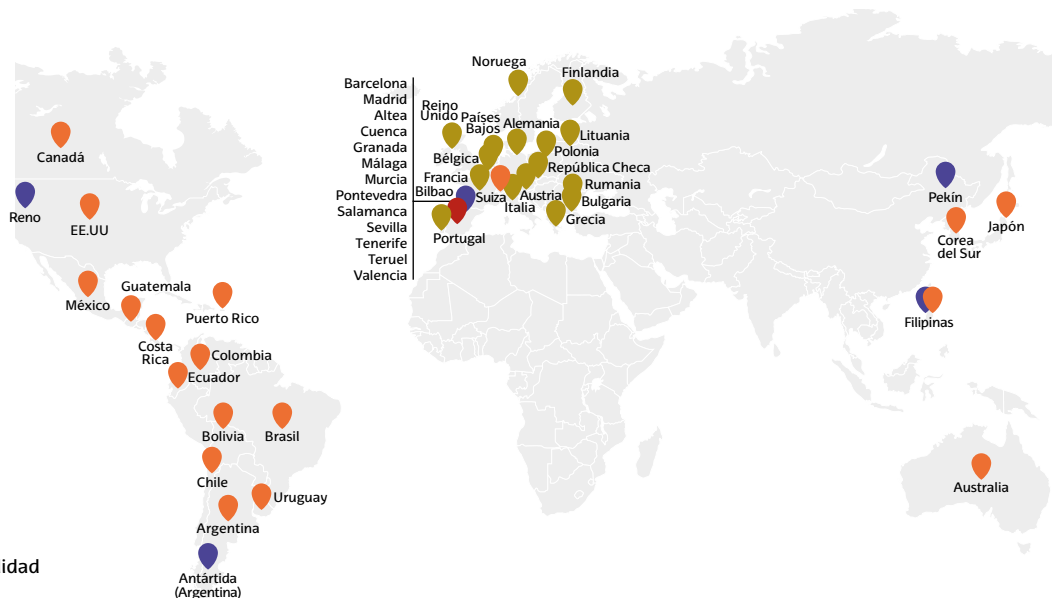 Noruega
Finlandia
Barcelona
Madrid
Altea
Cuenca
Granada
Málaga
Murcia
Pontevedra
Salamanca
Sevilla
Tenerife
Teruel
Valencia
Reino
Unido
Países
Bajos
Alemania
Lituania
Polonia
Bélgica
República Checa
Francia
Bilbao
Suiza
Austria
Italia
Rumania
Bulgaria
Grecia
Portugal
Canadá
Reno
EE.UU
México
Guatemala
Puerto Rico
Costa
Rica
Colombia
Ecuador
Bolivia
Brasil
Chile
Uruguay
Argentina
Antártida
(Argentina)
Pekín
Corea
del Sur
Japón
Filipinas
Australia
idad